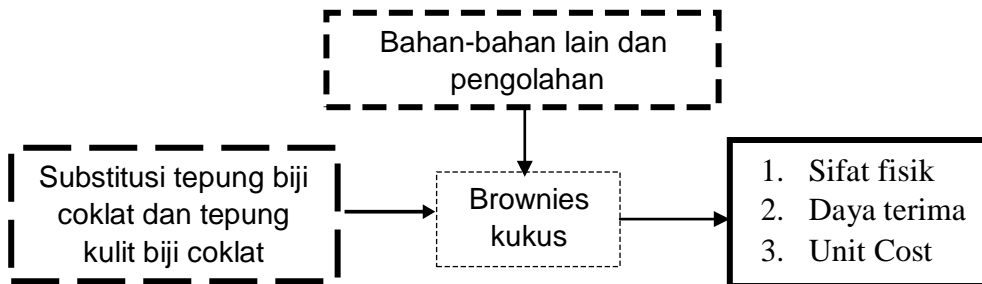 Bahan-bahan lain dan
pengolahan
Substitusi tepung biji
coklat dan tepung
kulit biji coklat
Brownies
kukus
1. Sifat fisik
2. Daya terima
3. Unit Cost